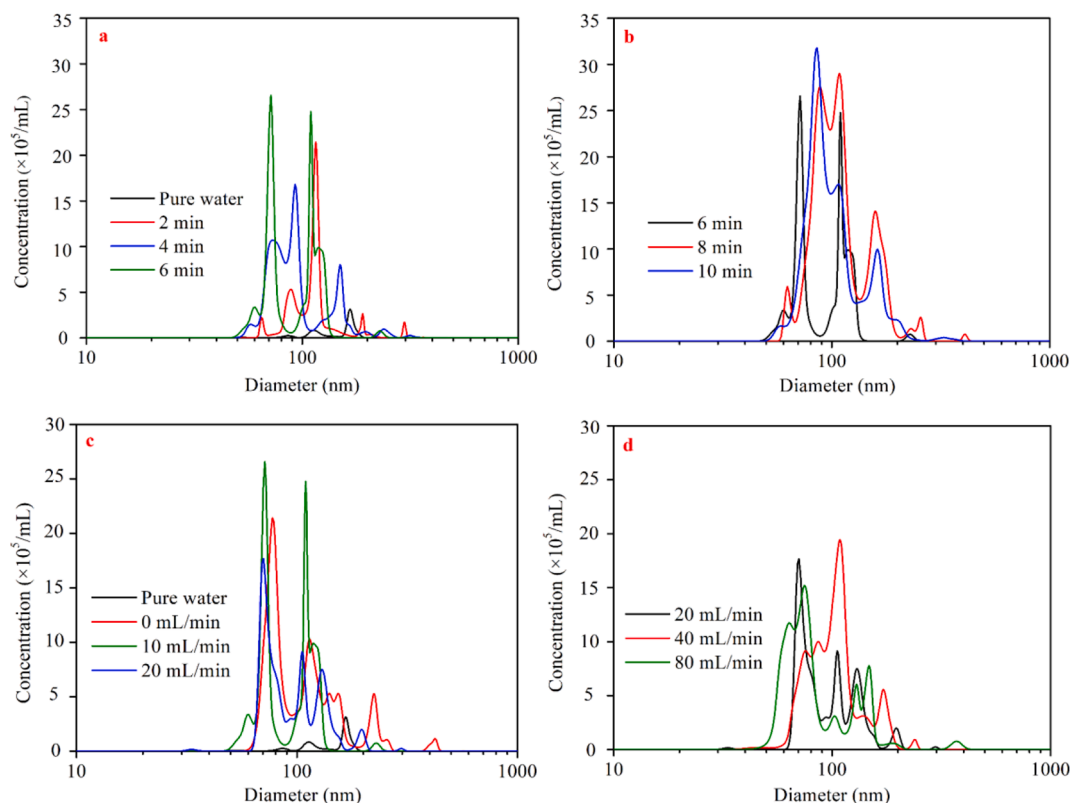 a
Concentration (×10⁵/mL)
35
30
25
20
15
10
5
0
Pure water
2 min
4 min
6 min
10
100
1000
Diameter (nm)
b
Concentration (×10⁵/mL)
35
30
25
20
15
10
5
0
6 min
8 min
10 min
10
100
1000
Diameter (nm)
c
Concentration (×10⁵/mL)
30
25
20
15
10
5
0
Pure water
0 mL/min
10 mL/min
20 mL/min
10
100
1000
Diameter (nm)
d
Concentration (×10⁵/mL)
30
25
20
15
10
5
0
20 mL/min
40 mL/min
80 mL/min
10
100
1000
Diameter (nm)